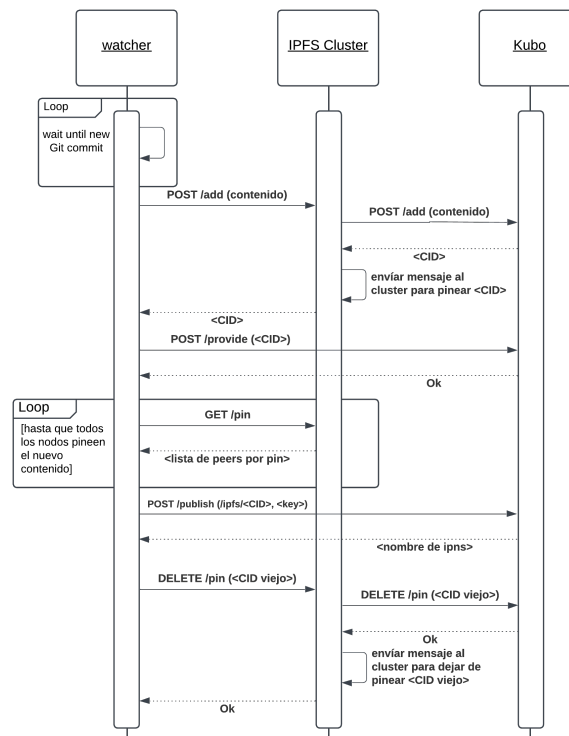 watcher
IPFS Cluster
Kubo
Loop
wait until new
Git commit
POST /add (contenido)
POST /add (contenido)
<CID>
envíar mensaje al
cluster para pinear <CID>
<CID>
POST /provide (<CID>)
Ok
Loop
[hasta que todos
los nodos pineen
el nuevo
contenido]
GET /pin
<lista de peers por pin>
POST /publish (/ipfs/<CID>, <key>)
<nombre de ipns>
DELETE /pin (<CID viejo>)
DELETE /pin (<CID viejo>)
Ok
envíar mensaje al
cluster para dejar de
pinear <CID viejo>
Ok